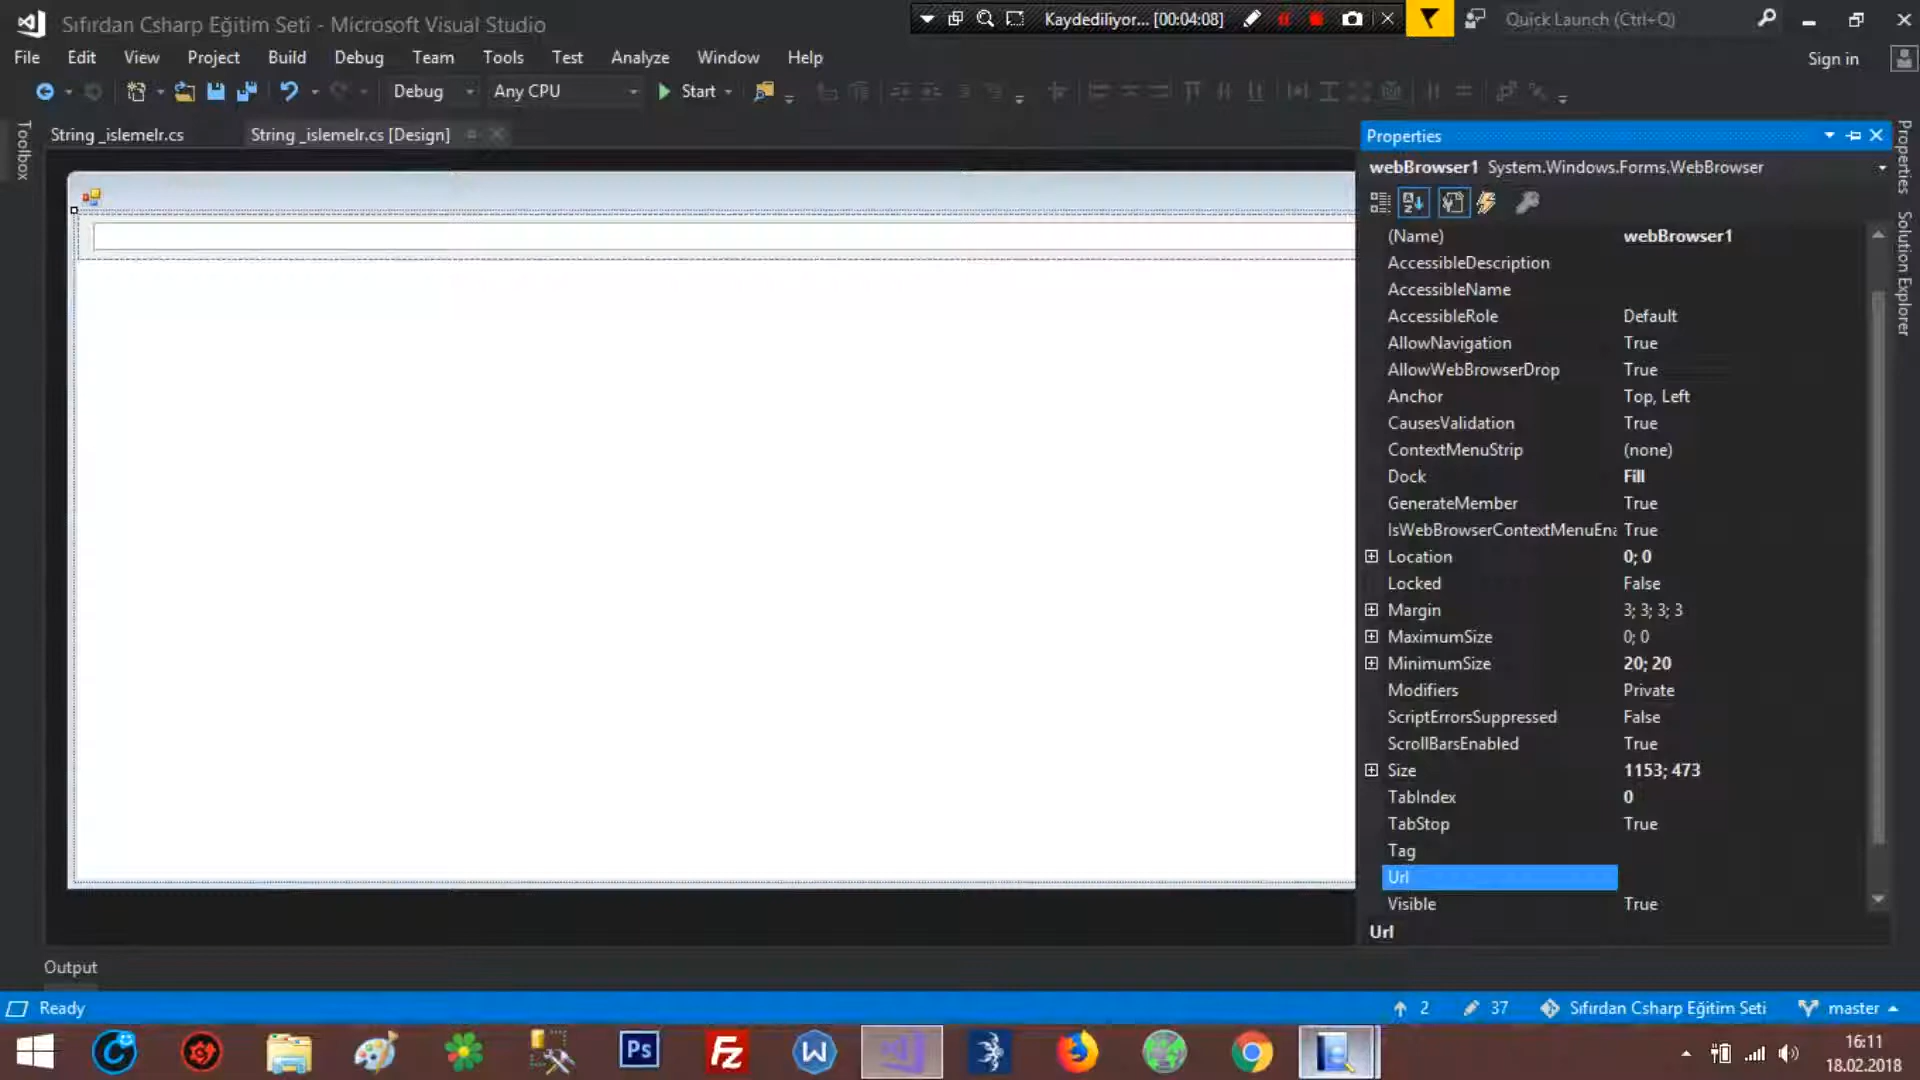 Sıfırdan Csharp Eğitim Seti - Microsoft Visual Studio
Kaydediliyor... [00:04:08]
Quick Launch (Ctrl+Q)
File Edit View Project Build Debug Team Tools Test Analyze Window Help
Sign in
Debug Any CPU Start
Toolbox
String _islemelr.cs
String _islemelr.cs [Design]
Properties
webBrowser1 System.Windows.Forms.WebBrowser
(Name) webBrowser1
AccessibleDescription
AccessibleName
AccessibleRole Default
AllowNavigation True
AllowWebBrowserDrop True
Anchor Top, Left
CausesValidation True
ContextMenuStrip (none)
Dock Fill
GenerateMember True
IsWebBrowserContextMenuEna True
Location 0; 0
Locked False
Margin 3; 3; 3; 3
MaximumSize 0; 0
MinimumSize 20; 20
Modifiers Private
ScriptErrorsSuppressed False
ScrollBarsEnabled True
Size 1153; 473
TabIndex 0
TabStop True
Tag
Url
Visible True
Url
Properties
Solution Explorer
Output
Ready
2 37 Sıfırdan Csharp Eğitim Seti master
Ps
Fz
W
16:11
18.02.2018